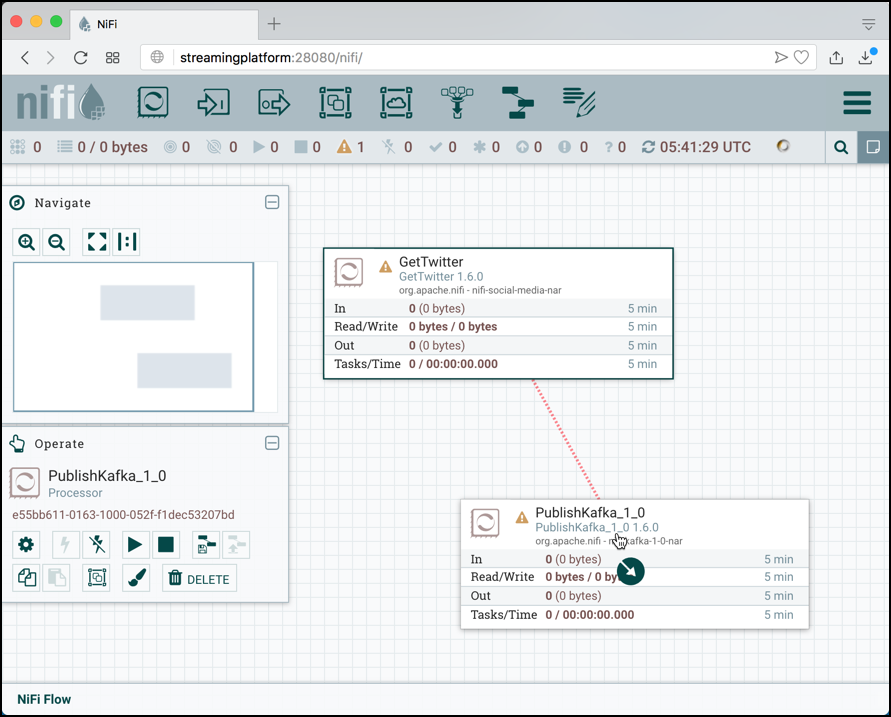 NiFi
streamingplatform:28080/nifi/
nifi
0 0 / 0 bytes 0 0 0 0 1 0 0 0 0 0 ? 0 05:41:29 UTC
Navigate
GetTwitter
GetTwitter 1.6.0
org.apache.nifi - nifi-social-media-nar
In 0 (0 bytes) 5 min
Read/Write 0 bytes / 0 bytes 5 min
Out 0 (0 bytes) 5 min
Tasks/Time 0 / 00:00:00.000 5 min
Operate
PublishKafka_1_0
Processor
e55bb611-0163-1000-052f-f1dec53207bd
DELETE
PublishKafka_1_0
PublishKafka_1_0 1.6.0
org.apache.nifi - kafka-1-0-nar
In 0 (0 bytes) 5 min
Read/Write 0 bytes / 0 5 min
Out 0 (0 bytes) 5 min
Tasks/Time 0 / 00:00:00.000 5 min
NiFi Flow